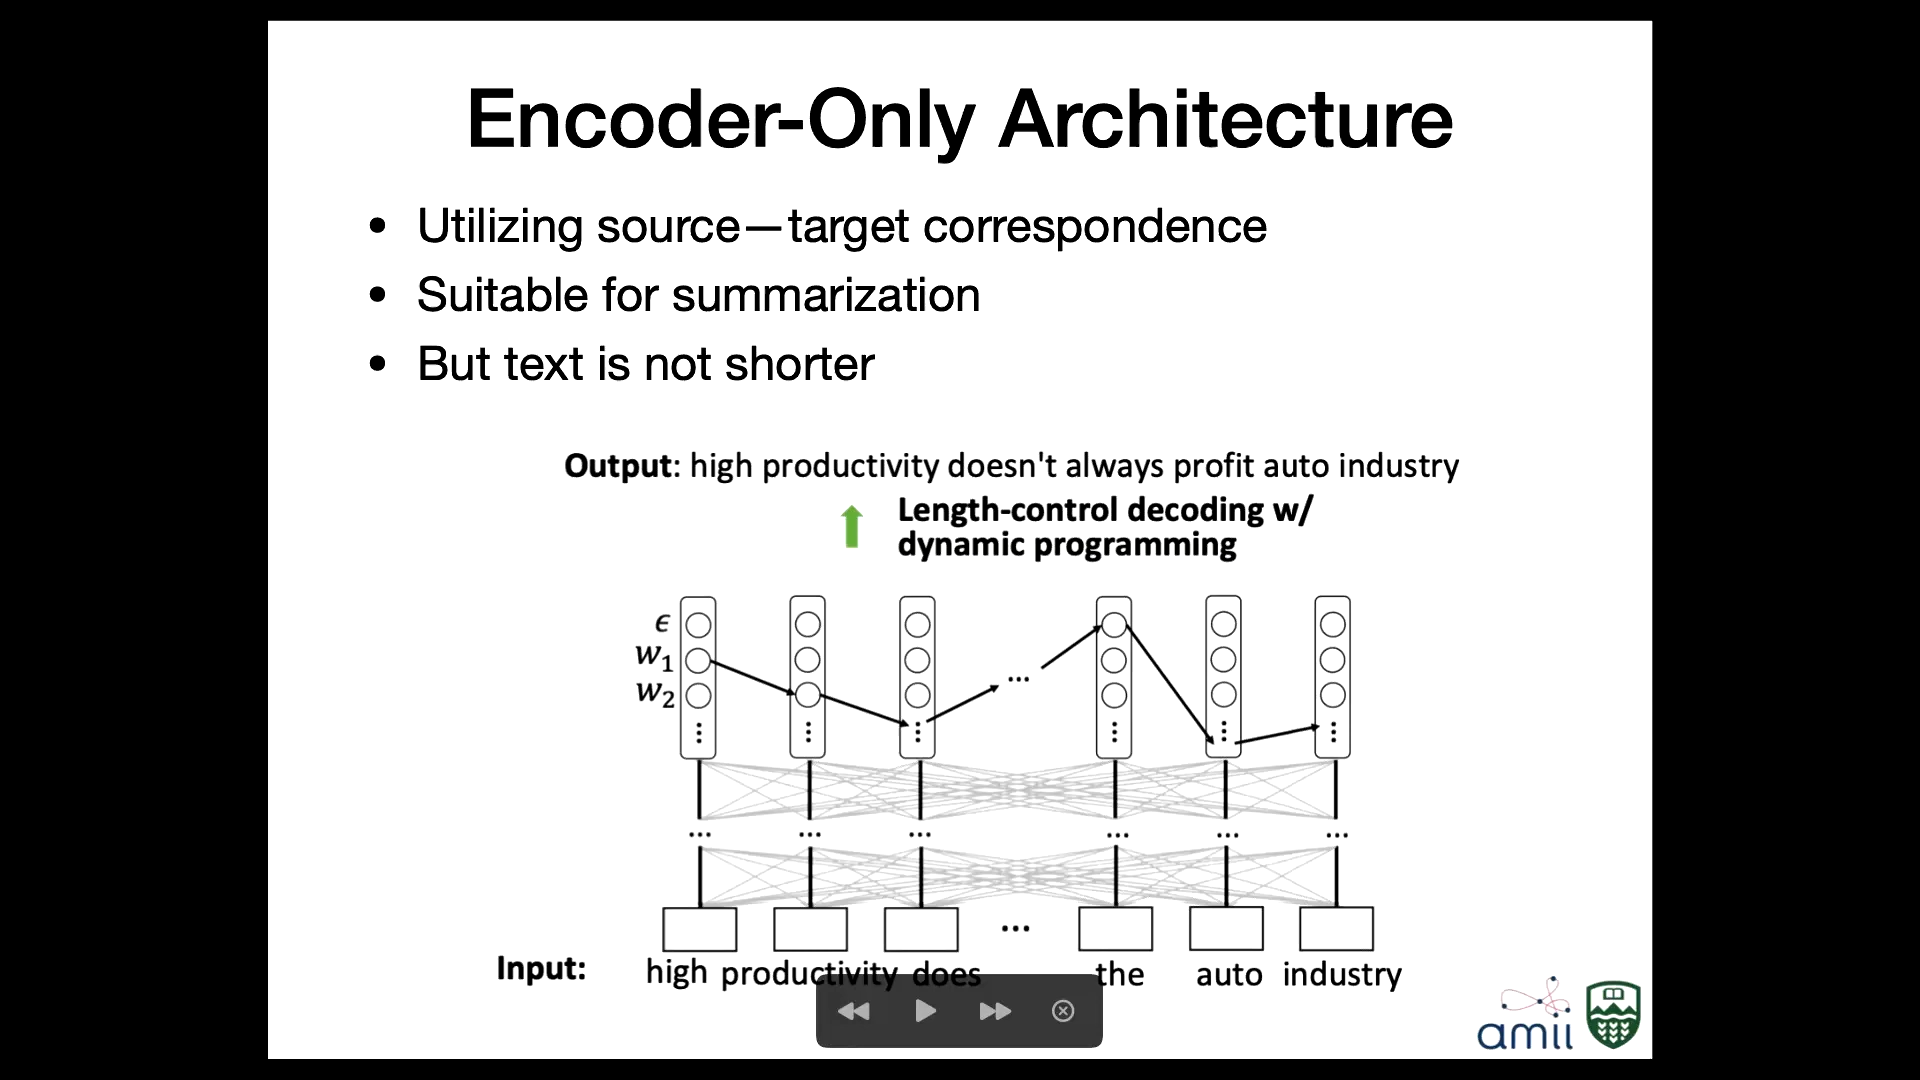 Encoder-Only Architecture
• Utilizing source—target correspondence
• Suitable for summarization
• But text is not shorter
Output: high productivity doesn't always profit auto industry
Length-control decoding w/
dynamic programming
ϵ
w₁
w₂
...
...
Input: high productivity does ... the auto industry
amii